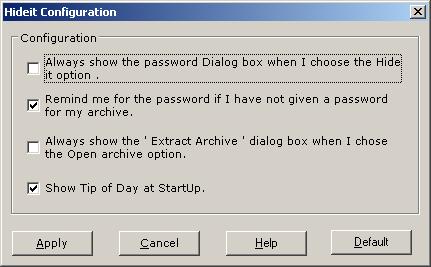 Hideit Configuration
Configuration
Always show the password Dialog box when I choose the Hide
it option .
Remind me for the password if I have not given a password
for my archive.
Always show the ' Extract Archive ' dialog box when I chose
the Open archive option.
Show Tip of Day at StartUp.
Apply
Cancel
Help
Default